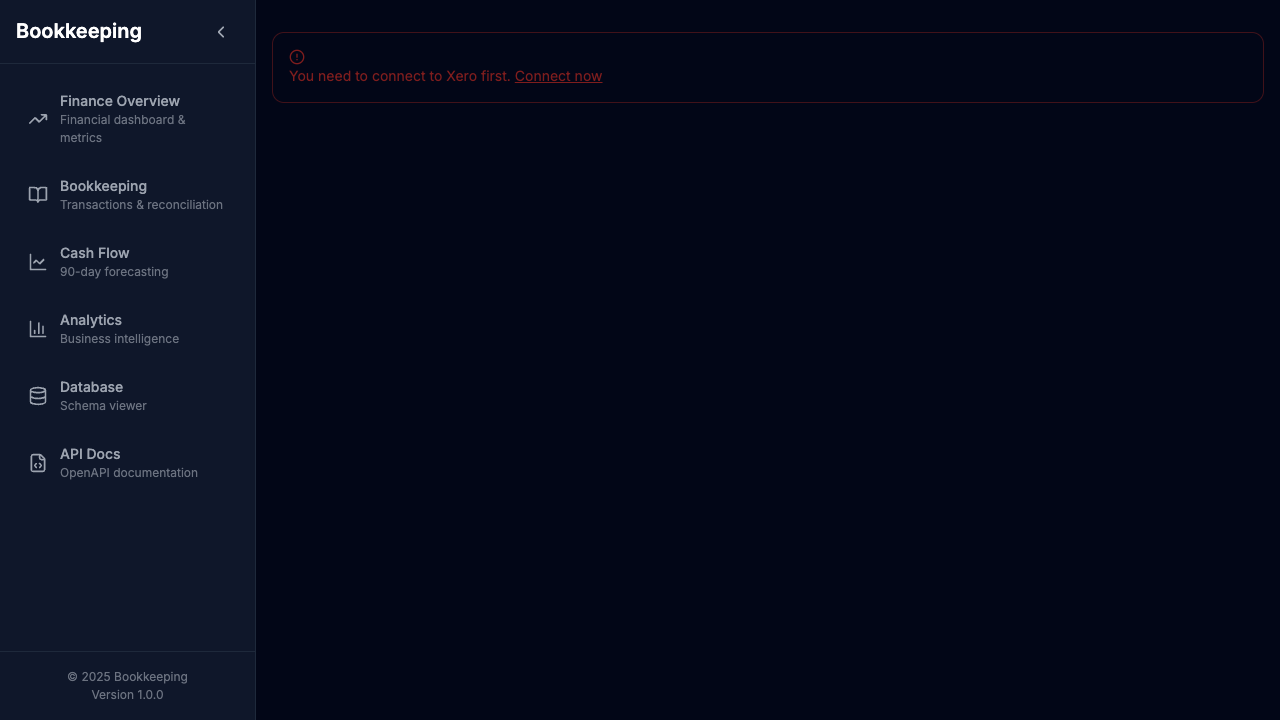 Bookkeeping
Finance Overview
Financial dashboard &
metrics
Bookkeeping
Transactions & reconciliation
Cash Flow
90-day forecasting
Analytics
Business intelligence
Database
Schema viewer
API Docs
OpenAPI documentation
© 2025 Bookkeeping
Version 1.0.0
You need to connect to Xero first. Connect now